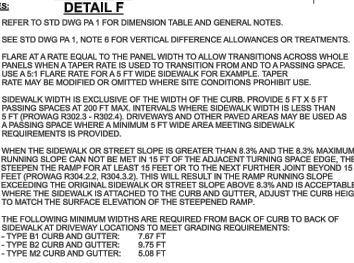 ES:
DETAIL F
REFER TO STD DWG PA 1 FOR DIMENSION TABLE AND GENERAL NOTES.
SEE STD DWG PA 1, NOTE 6 FOR VERTICAL DIFFERENCE ALLOWANCES OR TREATMENTS.
FLARE AT A RATE EQUAL TO THE PANEL WIDTH TO ALLOW TRANSITIONS ACROSS WHOLE
PANELS WHEN A TAPER RATE IS USED TO TRANSITION FROM AND TO A PASSING SPACE.
USE A 5:1 FLARE RATE FOR A 5 FT WIDE SIDEWALK FOR EXAMPLE. TAPER
RATE MAY BE MODIFIED OR OMITTED WHERE SITE CONDITIONS PROHIBIT USE.
SIDEWALK WIDTH IS EXCLUSIVE OF THE WIDTH OF THE CURB. PROVIDE 5 FT X 5 FT
PASSING SPACES AT 200 FT MAX. INTERVALS WHERE SIDEWALK WIDTH IS LESS THAN
5 FT (PROWAG R302.3 - R302.4). DRIVEWAYS AND OTHER PAVED AREAS MAY BE USED AS
A PASSING SPACE WHERE A MINIMUM 5 FT WIDE AREA MEETING SIDEWALK
REQUIREMENTS IS PROVIDED.
WHEN THE SIDEWALK OR STREET SLOPE IS GREATER THAN 8.3% AND THE 8.3% MAXIMUM
RUNNING SLOPE CAN NOT BE MET IN 15 FT OF THE ADJACENT TURNING SPACE EDGE, THE
STEEPEN THE RAMP FOR AT LEAST 15 FEET OR TO THE NEXT FURTHER JOINT BEYOND 15
FEET (PROWAG R304.2.2, R304.3.2). THIS WILL RESULT IN THE RAMP RUNNING SLOPE
EXCEEDING THE ORIGINAL SIDEWALK OR STREET SLOPE ABOVE 8.3% AND IS ACCEPTABLE
WHERE THE SIDEWALK IS ATTACHED TO THE CURB AND GUTTER, ADJUST THE CURB HEIG
TO MATCH THE SURFACE ELEVATION OF THE STEEPENED RAMP.
THE FOLLOWING MINIMUM WIDTHS ARE REQUIRED FROM BACK OF CURB TO BACK OF
SIDEWALK AT DRIVEWAY LOCATIONS TO MEET GRADING REQUIREMENTS:
- TYPE B1 CURB AND GUTTER: 7.67 FT
- TYPE B2 CURB AND GUTTER: 9.75 FT
- TYPE M2 CURB AND GUTTER: 5.08 FT